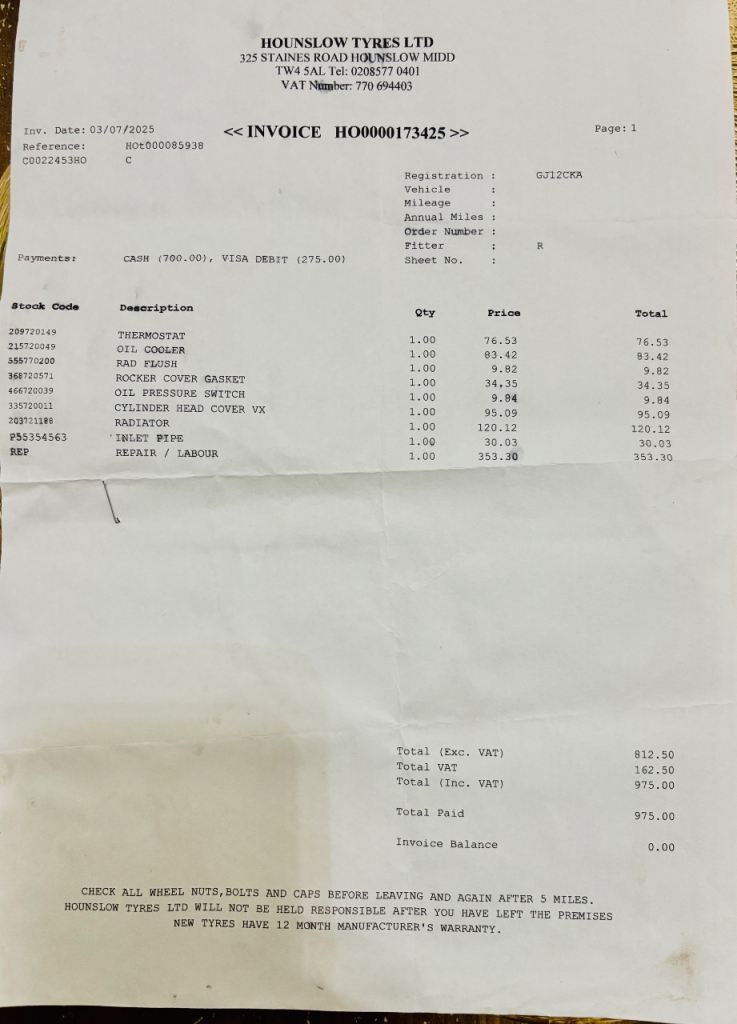 HOUNSLOW TYRES LTD
325 STAINES ROAD HOUNSLOW MIDD
TW4 5AL Tel: 0208577 0401
VAT Number: 770 694403
Inv. Date: 03/07/2025 << INVOICE HO0000173425 >> Page: 1
Reference: HOt000085938
C0022453HO C
Registration : GJ12CKA
Vehicle :
Mileage :
Annual Miles :
Order Number :
Fitter : R
Payments: CASH (700.00), VISA DEBIT (275.00) Sheet No. :
Stock Code Description Qty Price Total
209720149 THERMOSTAT 1.00 76.53 76.53
215720049 OIL COOLER 1.00 83.42 83.42
555770200 RAD FLUSH 1.00 9.82 9.82
368720571 ROCKER COVER GASKET 1.00 34,35 34.35
466720039 OIL PRESSURE SWITCH 1.00 9.84 9.84
335720011 CYLINDER HEAD COVER VX 1.00 95.09 95.09
203721188 RADIATOR 1.00 120.12 120.12
P55354563 INLET PIPE 1.00 30.03 30.03
REP REPAIR / LABOUR 1.00 353.30 353.30
Total (Exc. VAT) 812.50
Total VAT 162.50
Total (Inc. VAT) 975.00
Total Paid 975.00
Invoice Balance 0.00
CHECK ALL WHEEL NUTS,BOLTS AND CAPS BEFORE LEAVING AND AGAIN AFTER 5 MILES.
HOUNSLOW TYRES LTD WILL NOT BE HELD RESPONSIBLE AFTER YOU HAVE LEFT THE PREMISES
NEW TYRES HAVE 12 MONTH MANUFACTURER'S WARRANTY.